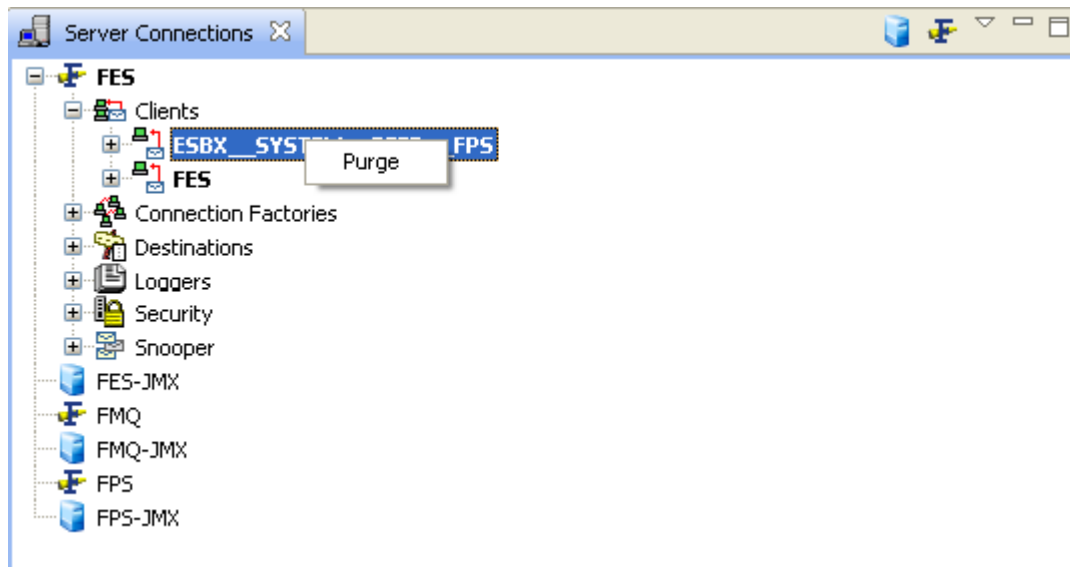 Server Connections
FES
Clients
ESBX__SYST FPS
Purge
FES
Connection Factories
Destinations
Loggers
Security
Snooper
FES-JMX
FMQ
FMQ-JMX
FPS
FPS-JMX